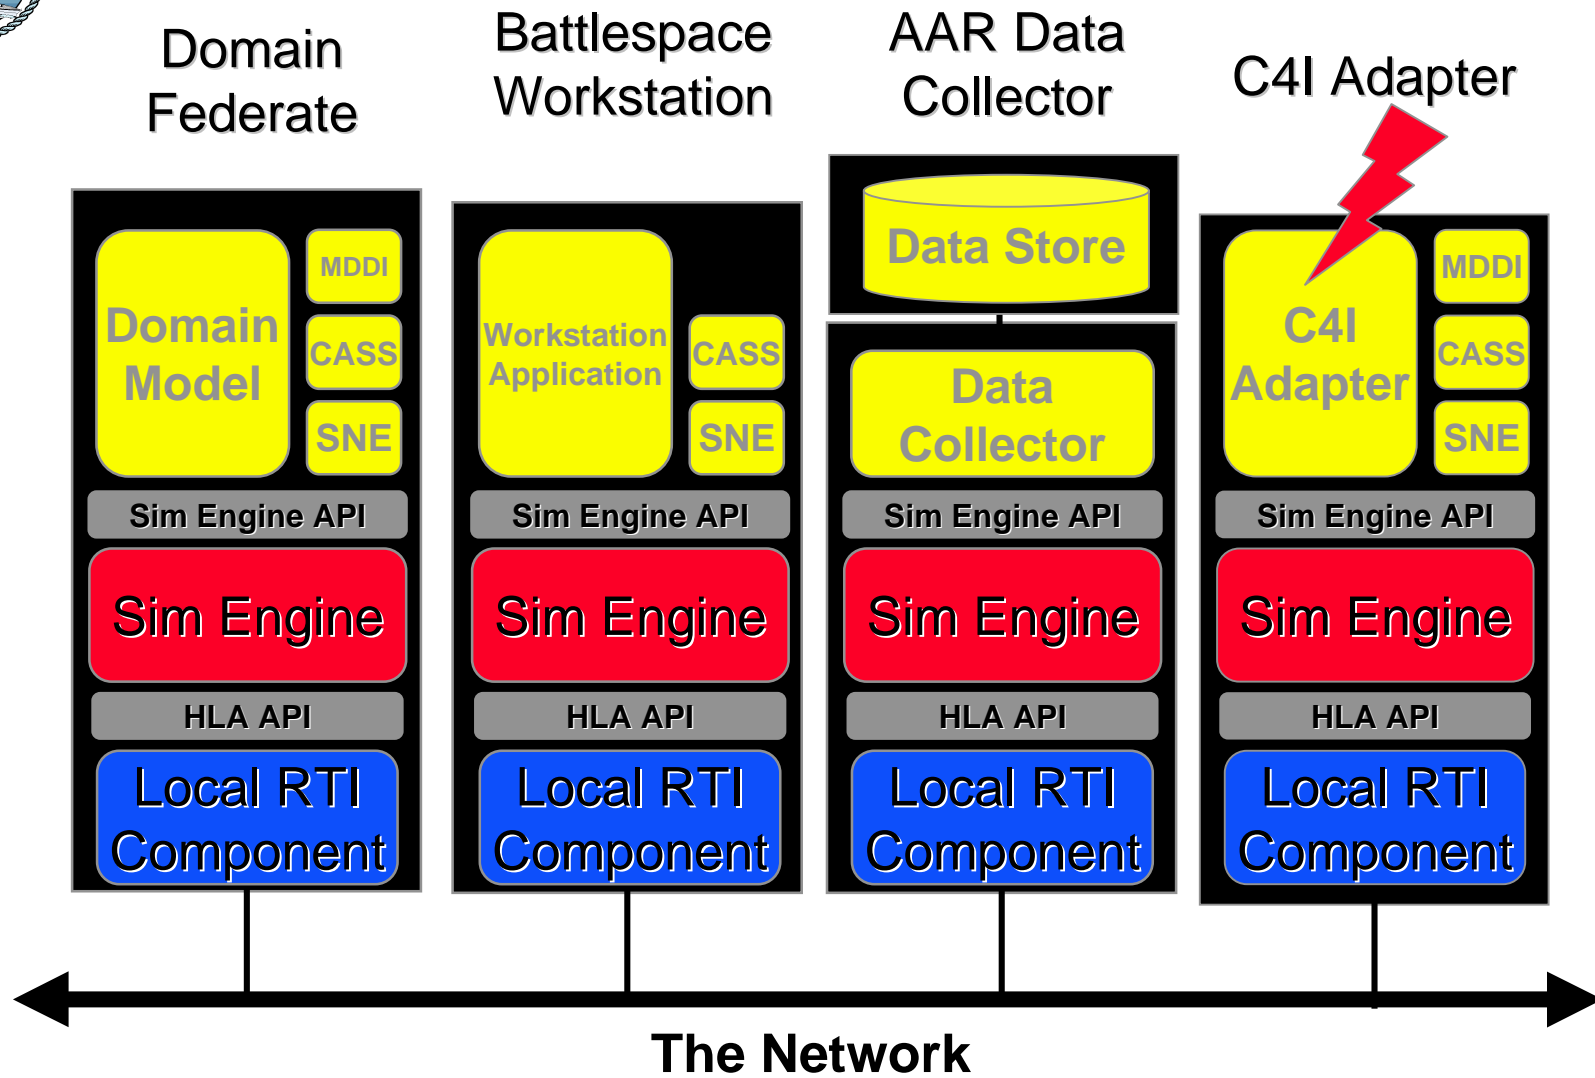 Domain
Federate
Battlespace
Workstation
AAR Data
Collector
C4I Adapter
Domain
Model
MDDI
CASS
SNE
Sim Engine API
Sim Engine
HLA API
Local RTI
Component
Workstation
Application
CASS
SNE
Sim Engine API
Sim Engine
HLA API
Local RTI
Component
Data Store
Data
Collector
Sim Engine API
Sim Engine
HLA API
Local RTI
Component
C4I
Adapter
MDDI
CASS
SNE
Sim Engine API
Sim Engine
HLA API
Local RTI
Component
The Network